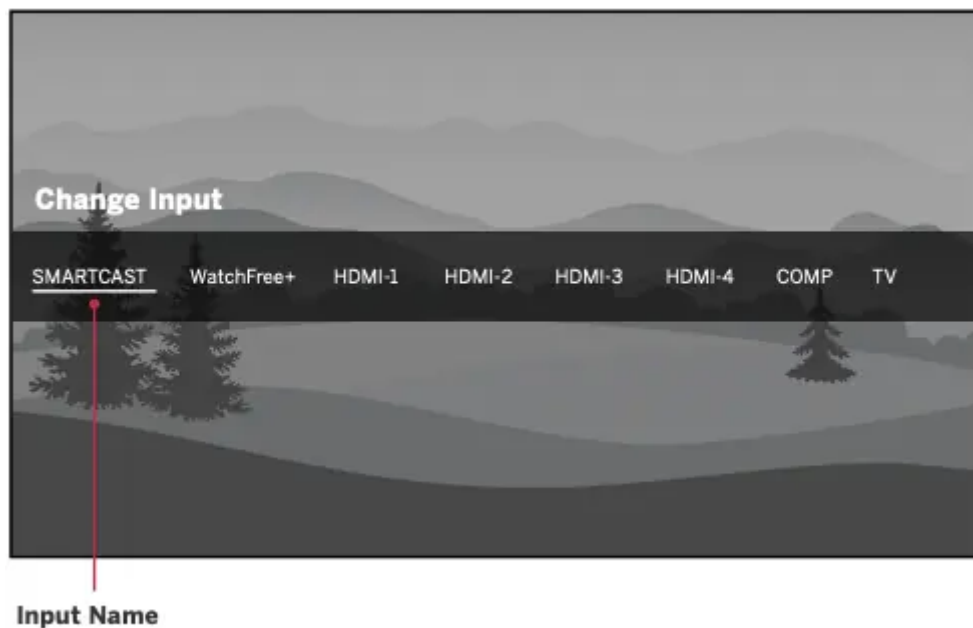 Change Input
SMARTCAST WatchFree+ HDMI-1 HDMI-2 HDMI-3 HDMI-4 COMP TV
Input Name